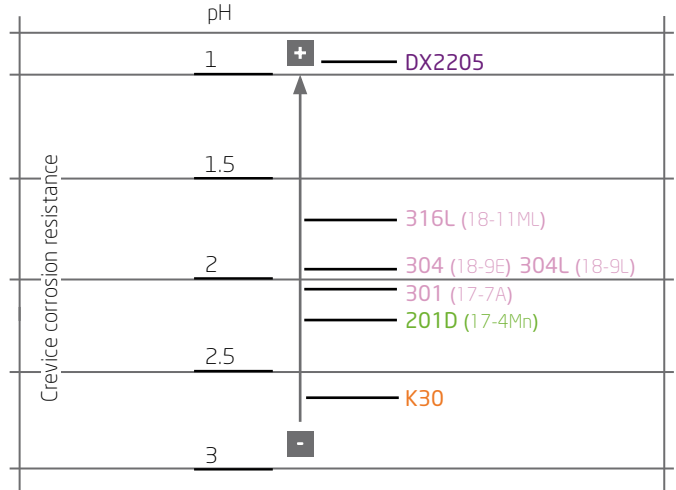 pH
+
1
DX2205
1.5
Crevice corrosion resistance
316L (18-11ML)
2
304 (18-9E) 304L (18-9L)
301 (17-7A)
201D (17-4Mn)
2.5
K30
-
3